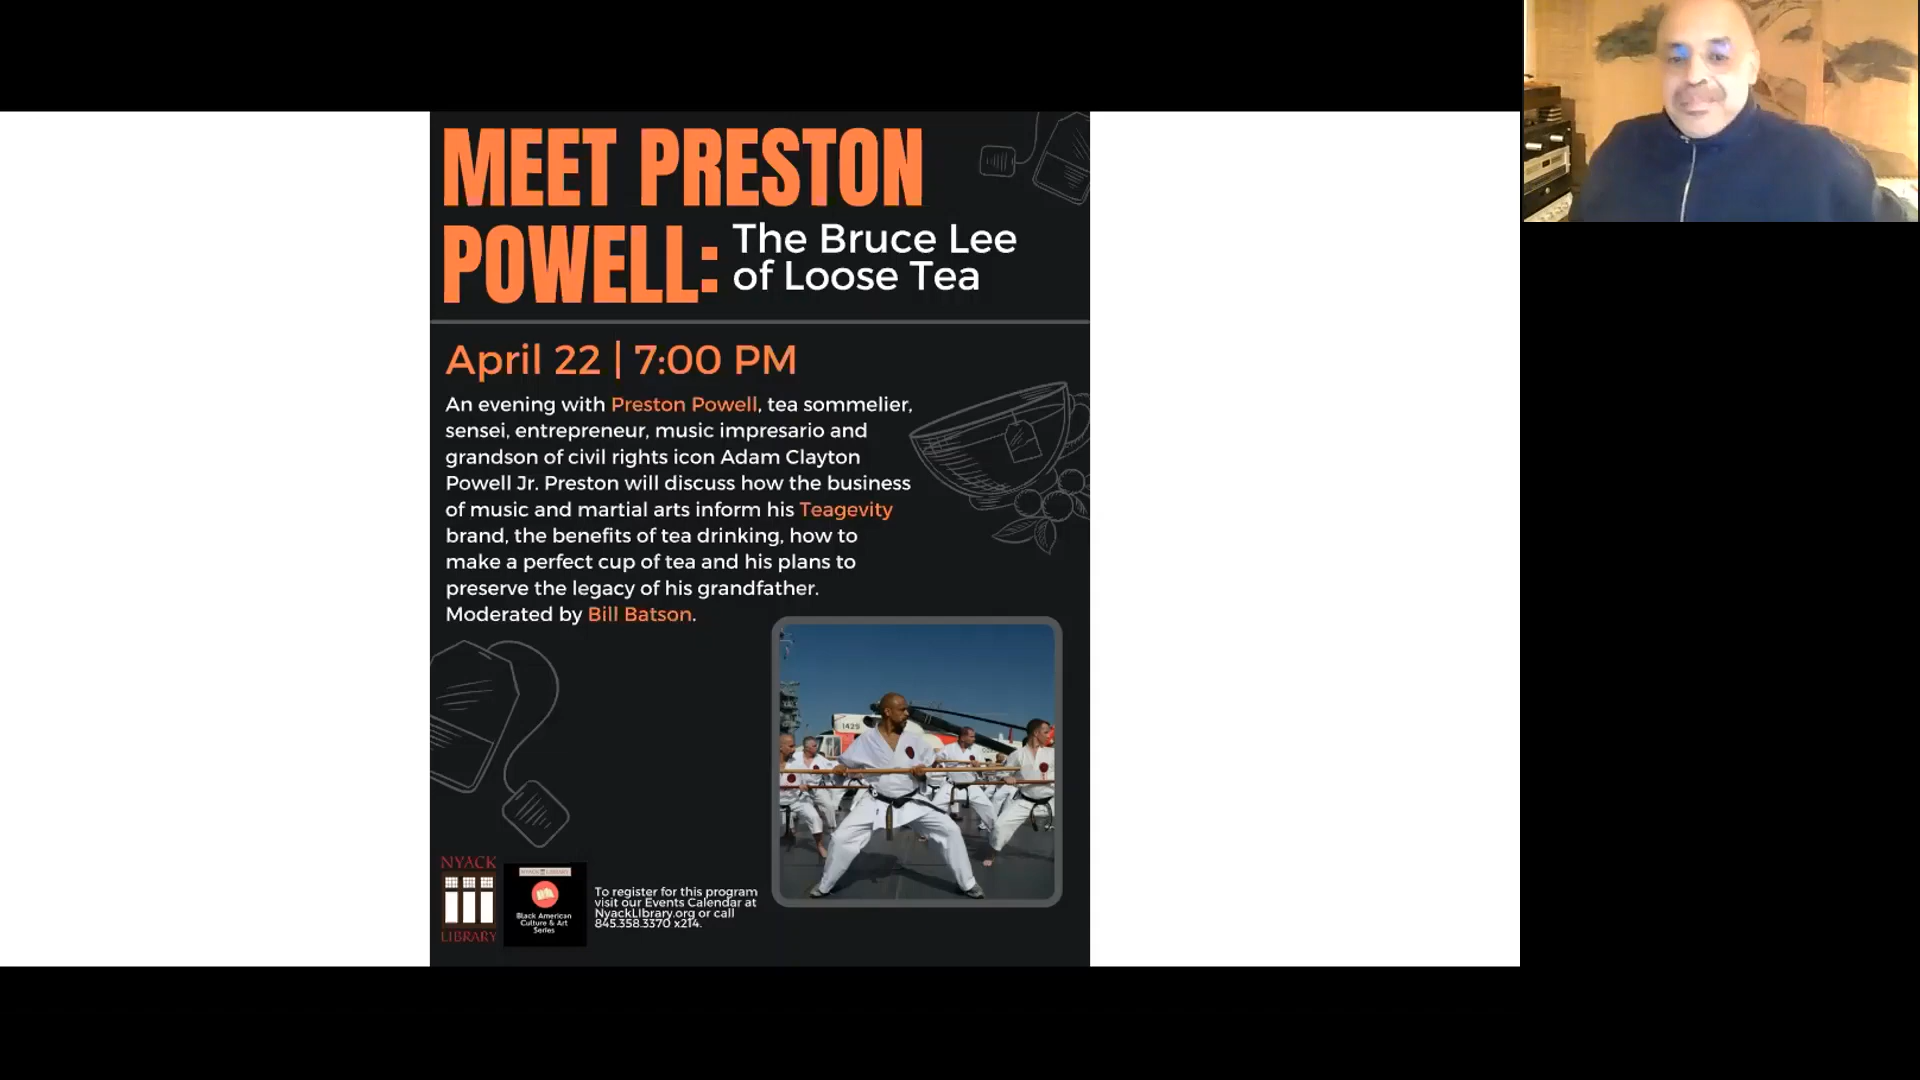 MEET PRESTON
POWELL:
The Bruce Lee
of Loose Tea
April 22 | 7:00 PM
An evening with Preston Powell, tea sommelier,
sensei, entrepreneur, music impresario and
grandson of civil rights icon Adam Clayton
Powell Jr. Preston will discuss how the business
of music and martial arts inform his Teagevity
brand, the benefits of tea drinking, how to
make a perfect cup of tea and his plans to
preserve the legacy of his grandfather.
Moderated by Bill Batson.
1429
NYACK
LIBRARY
Black American
Culture & Art
Series
To register for this program
visit our Events Calendar at
NyackLibrary.org or call
845.358.3370 x214.